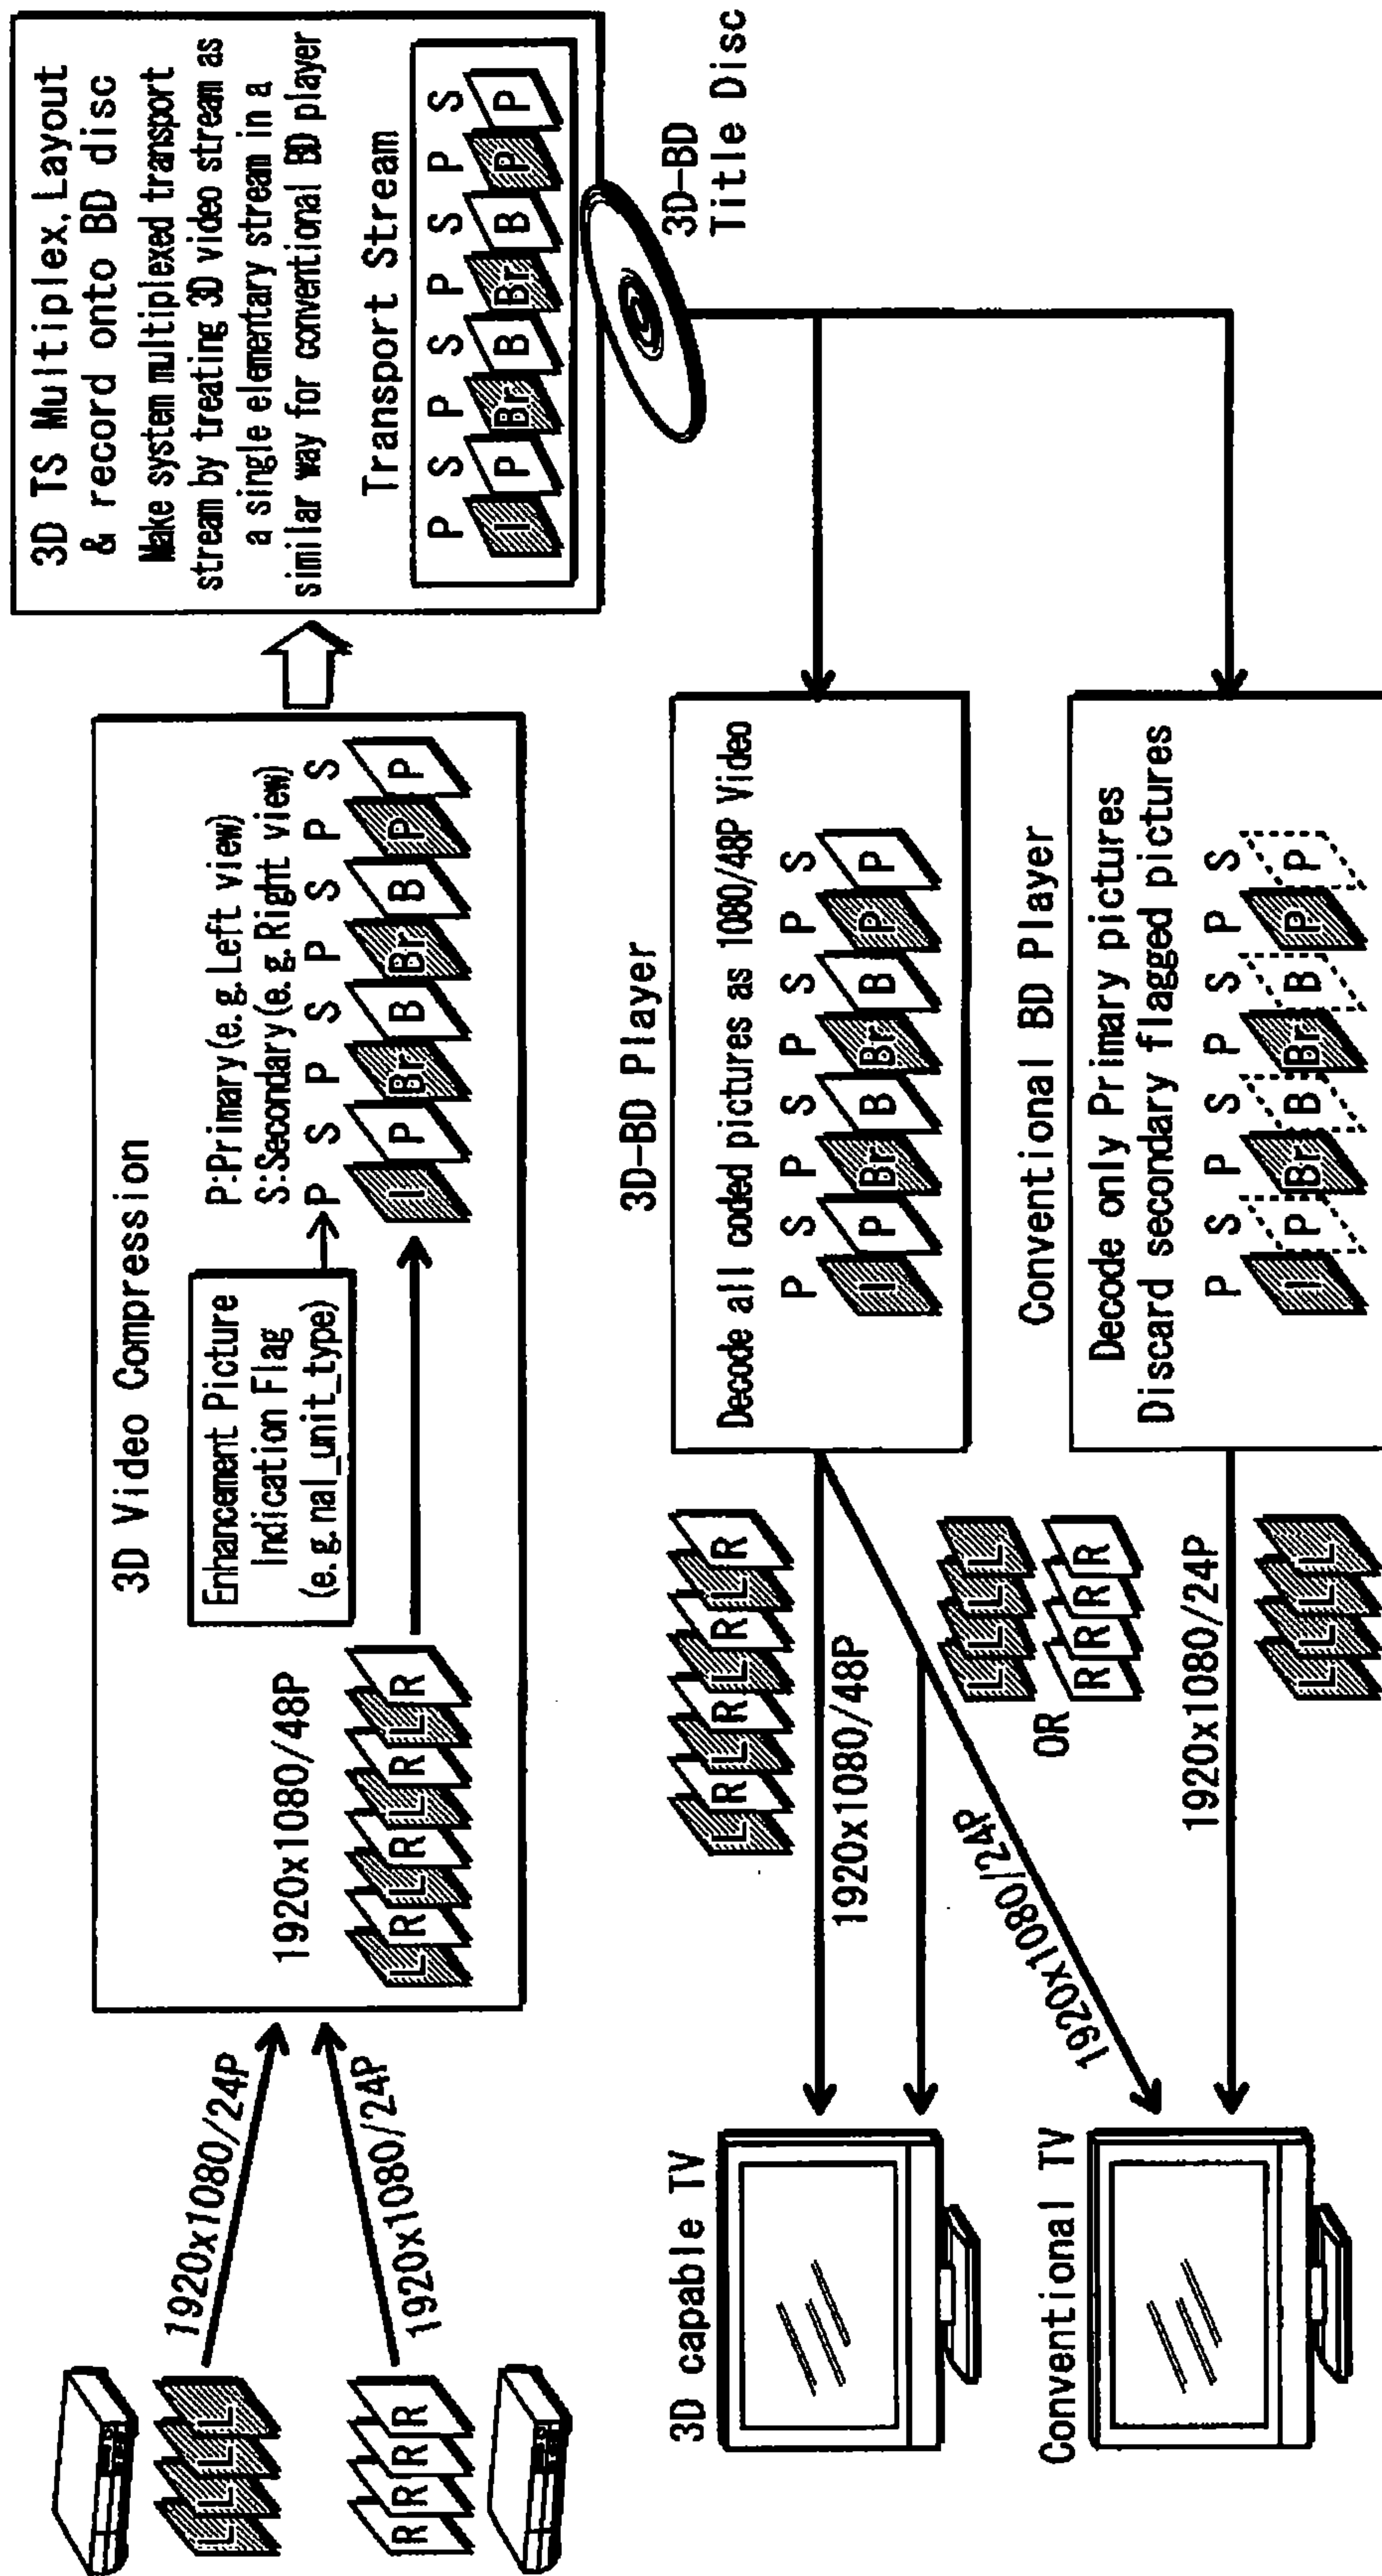 1920x1080/24P
L L L L
R R R R
1920x1080/24P
3D Video Compression
1920x1080/48P
L R L R L R L R
Enhancement Picture
Indication Flag
(e.g. nal_unit_type)
P:Primary(e.g. Left view)
S:Secondary(e.g. Right view)
P S P S P S P S
I P Br B Br B P P
3D TS Multiplex, Layout
& record onto BD disc
Make system multiplexed transport
stream by treating 3D video stream as
a single elementary stream in a
similar way for conventional BD player
Transport Stream
P S P S P S P S
I P Br B Br B P P
3D-BD
Title Disc
3D-BD Player
Decode all coded pictures as 1080/48P Video
P S P S P S P S
I P Br B Br B P P
L R L R L R L R
1920x1080/48P
3D capable TV
L L L L
OR
R R R R
1920x1080/24P
Conventional BD Player
Decode only Primary pictures
Discard secondary flagged pictures
P S P S P S P S
I P Br B Br B P P
1920x1080/24P
L L L L
Conventional TV